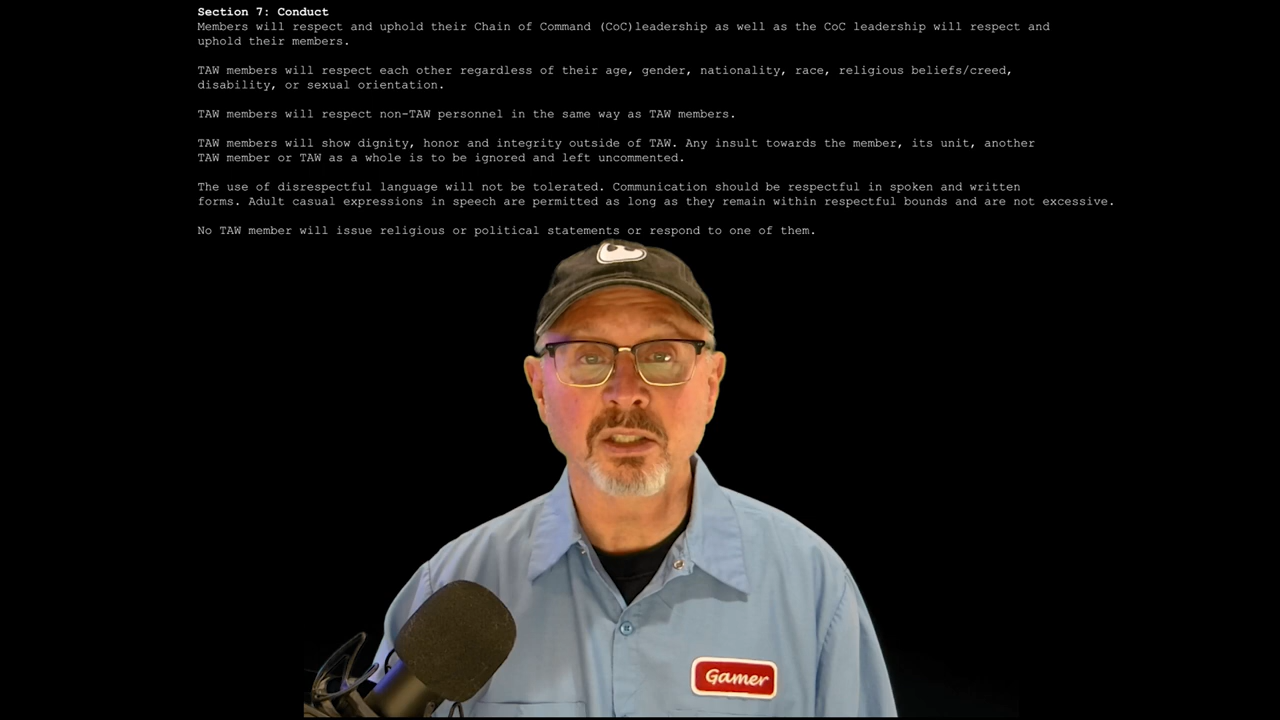 Section 7: Conduct
Members will respect and uphold their Chain of Command (CoC)leadership as well as the CoC leadership will respect and
uphold their members.
TAW members will respect each other regardless of their age, gender, nationality, race, religious beliefs/creed,
disability, or sexual orientation.
TAW members will respect non-TAW personnel in the same way as TAW members.
TAW members will show dignity, honor and integrity outside of TAW. Any insult towards the member, its unit, another
TAW member or TAW as a whole is to be ignored and left uncommented.
The use of disrespectful language will not be tolerated. Communication should be respectful in spoken and written
forms. Adult casual expressions in speech are permitted as long as they remain within respectful bounds and are not excessive.
No TAW member will issue religious or political statements or respond to one of them.
Gamer